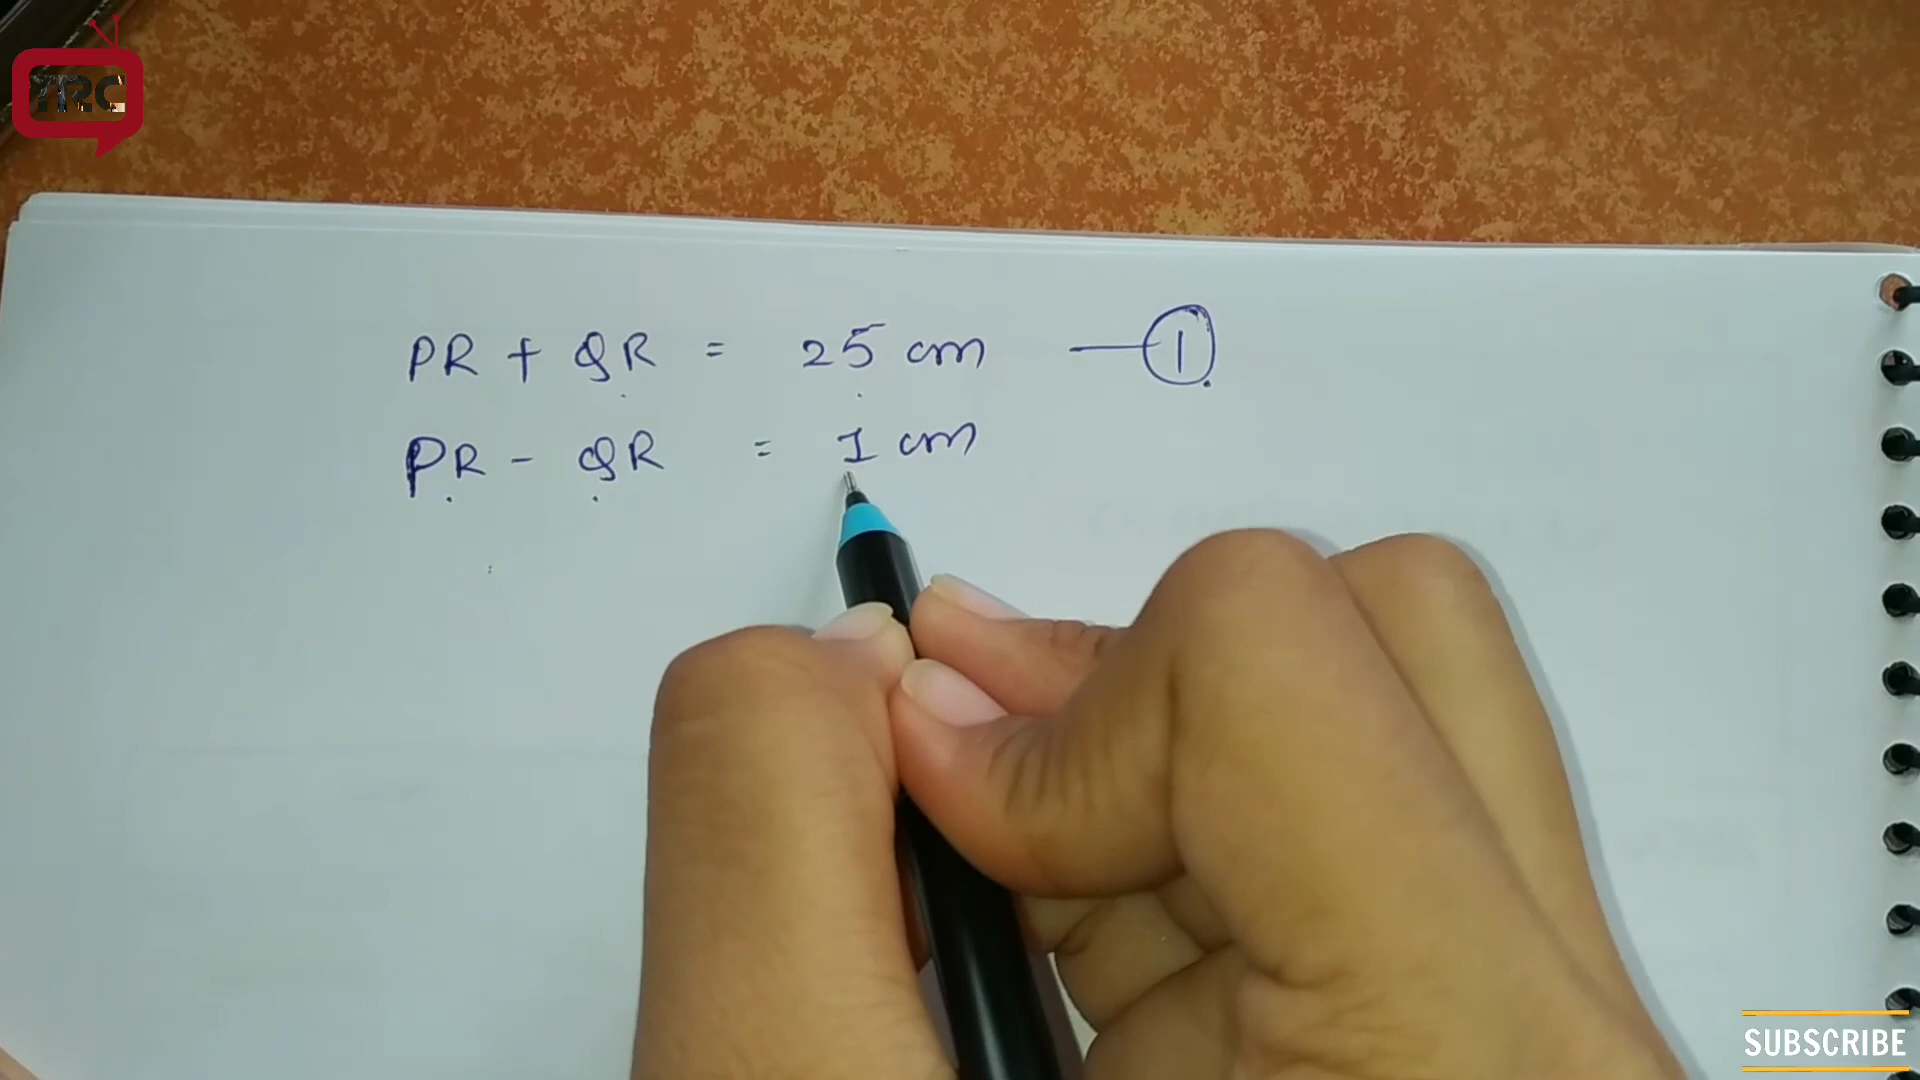 TRC
PR + QR = 25 cm — 1
PR - QR = 1 cm
SUBSCRIBE